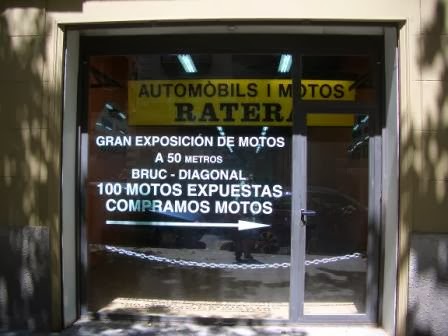 AUTOMÒBILS I MOTOS
RATERA
GRAN EXPOSICIÓN DE MOTOS
A 50 METROS
BRUC - DIAGONAL
100 MOTOS EXPUESTAS
COMPRAMOS MOTOS